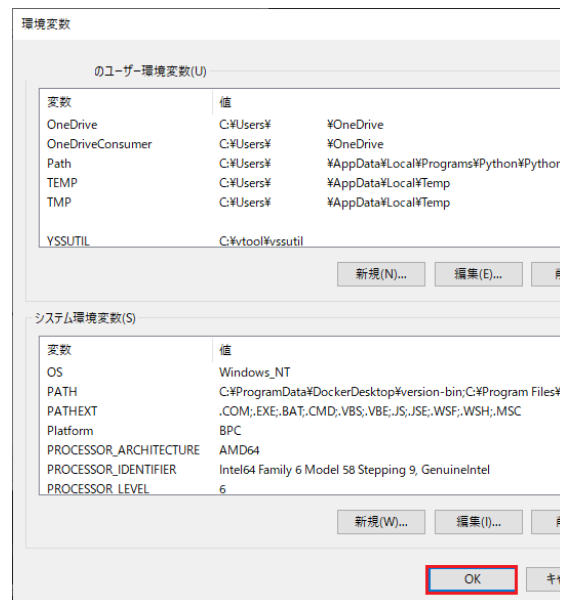 環境変数
のユーザー環境変数(U)
変数 値
OneDrive C:¥Users¥ ¥OneDrive
OneDriveConsumer C:¥Users¥ ¥OneDrive
Path C:¥Users¥ ¥AppData¥Local¥Programs¥Python¥Python
TEMP C:¥Users¥ ¥AppData¥Local¥Temp
TMP C:¥Users¥ ¥AppData¥Local¥Temp
YSSUTIL C:¥vtool¥vssutil
新規(N)... 編集(E)...
システム環境変数(S)
変数 値
OS Windows_NT
PATH C:¥ProgramData¥DockerDesktop¥version-bin;C:¥Program Files¥
PATHEXT .COM;.EXE;.BAT;.CMD;.VBS;.VBE;.JS;.JSE;.WSF;.WSH;.MSC
Platform BPC
PROCESSOR_ARCHITECTURE AMD64
PROCESSOR_IDENTIFIER Intel64 Family 6 Model 58 Stepping 9, GenuineIntel
PROCESSOR_LEVEL 6
新規(W)... 編集(I)...
OK キ